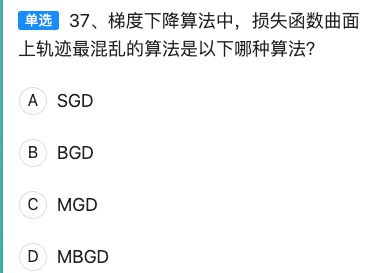 单选 37、梯度下降算法中，损失函数曲面
上轨迹最混乱的算法是以下哪种算法？
A SGD
B BGD
C MGD
D MBGD